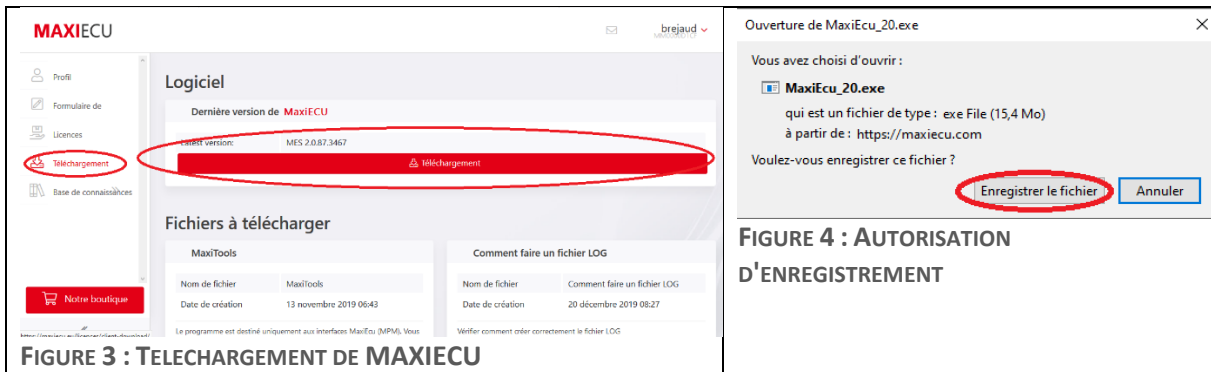 MAXIECU
brejaud
Profil
Formulaire de
Licences
Téléchargement
Base de connaissances
Notre boutique
Logiciel
Dernière version de MaxiECU
Latest version: MES 2.0.87.3467
Téléchargement
Fichiers à télécharger
MaxiTools
Nom de fichier MaxiTools
Date de création 13 novembre 2019 06:43
Le programme est destiné uniquement aux interfaces MaxiEcu (MPM), Vous
Comment faire un fichier LOG
Nom de fichier Comment faire un fichier LOG
Date de création 20 décembre 2019 08:27
Vérifier comment créer correctement le fichier LOG
FIGURE 3 : TELECHARGEMENT DE MAXIECU
Ouverture de MaxiEcu_20.exe
Vous avez choisi d'ouvrir :
MaxiEcu_20.exe
qui est un fichier de type : exe File (15,4 Mo)
à partir de : https://maxiecu.com
Voulez-vous enregistrer ce fichier ?
Enregistrer le fichier Annuler
FIGURE 4 : AUTORISATION
D'ENREGISTREMENT